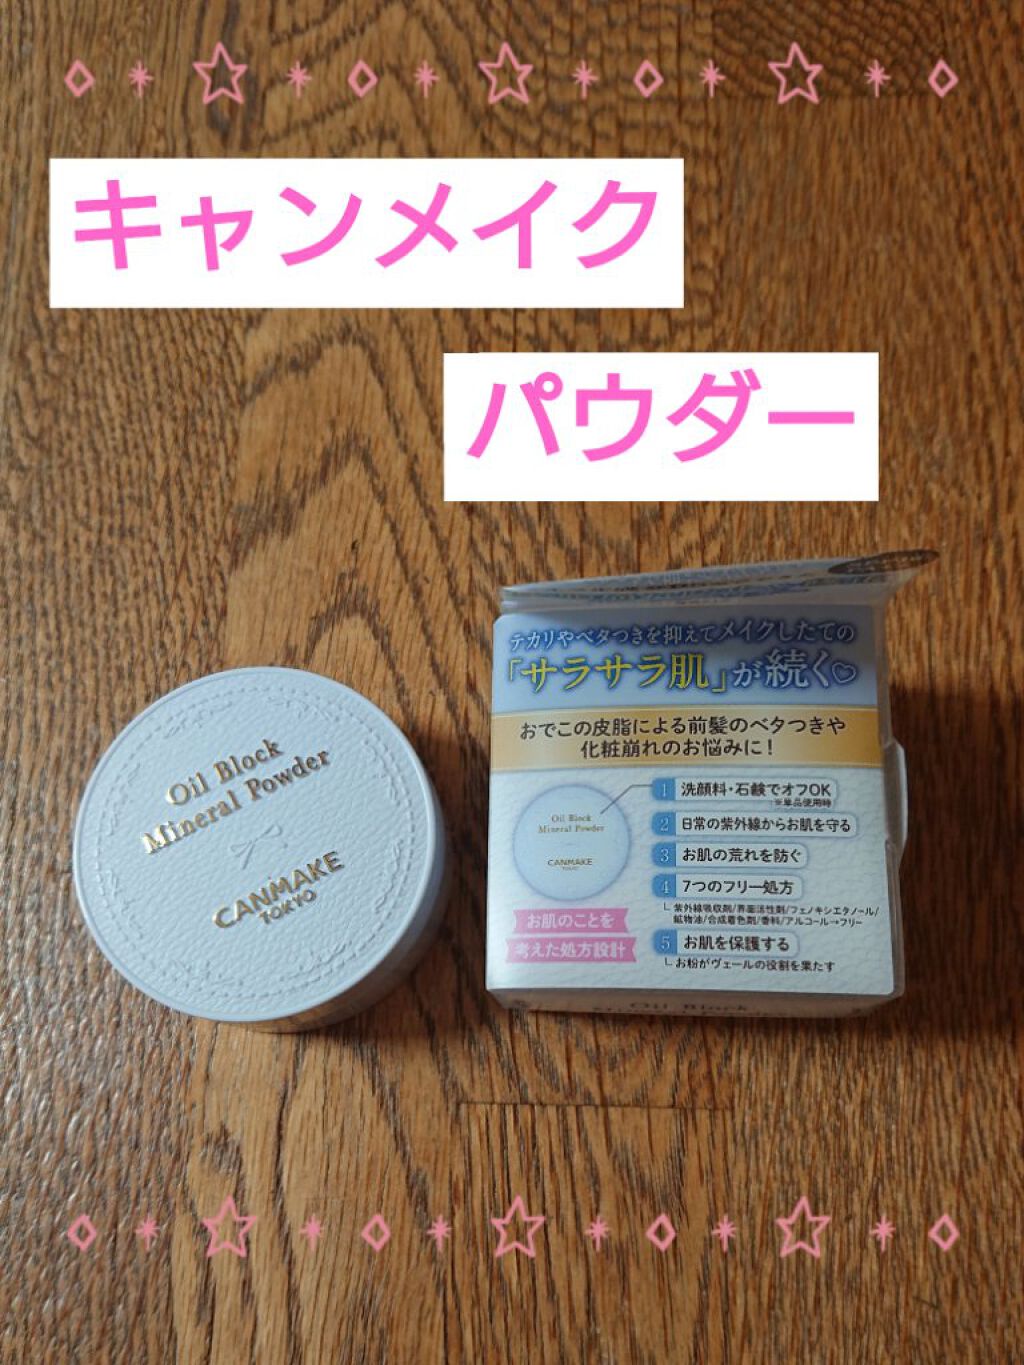 キャンメイク
パウダー
テカリやベタつきを抑えてメイクしたての
「サラサラ肌」が続く♡
おでこの皮脂による前髪のベタつきや
化粧崩れのお悩みに!
Oil Block
Mineral Powder
CANMAKE
TOKYO
Oil Block
Mineral Powder
CANMAKE
TOKYO
お肌のことを
考えた処方設計
1 洗顔料・石鹸でオフOK
※単品使用時
2 日常の紫外線からお肌を守る
3 お肌の荒れを防ぐ
4 7つのフリー処方
紫外線吸収剤/界面活性剤/フェノキシエタノール/
鉱物油/合成着色剤/香料/アルコール→フリー
5 お肌を保護する
お粉がヴェールの役割を果たす
Oil Block